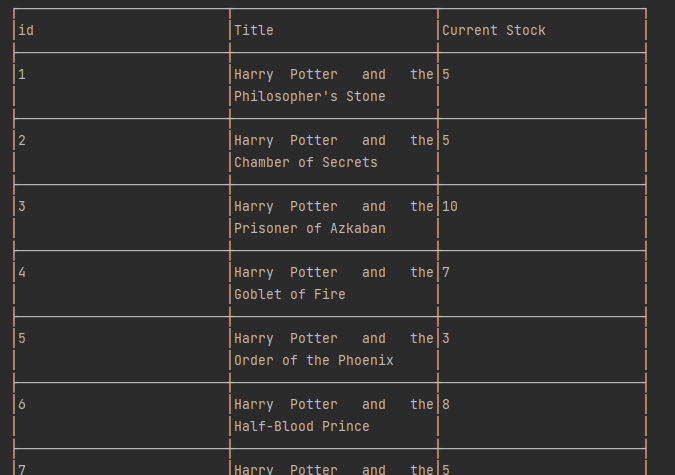 id Title Current Stock
1 Harry Potter and the 5
Philosopher's Stone
2 Harry Potter and the 5
Chamber of Secrets
3 Harry Potter and the 10
Prisoner of Azkaban
4 Harry Potter and the 7
Goblet of Fire
5 Harry Potter and the 3
Order of the Phoenix
6 Harry Potter and the 8
Half-Blood Prince
7 Harry Potter and the 5